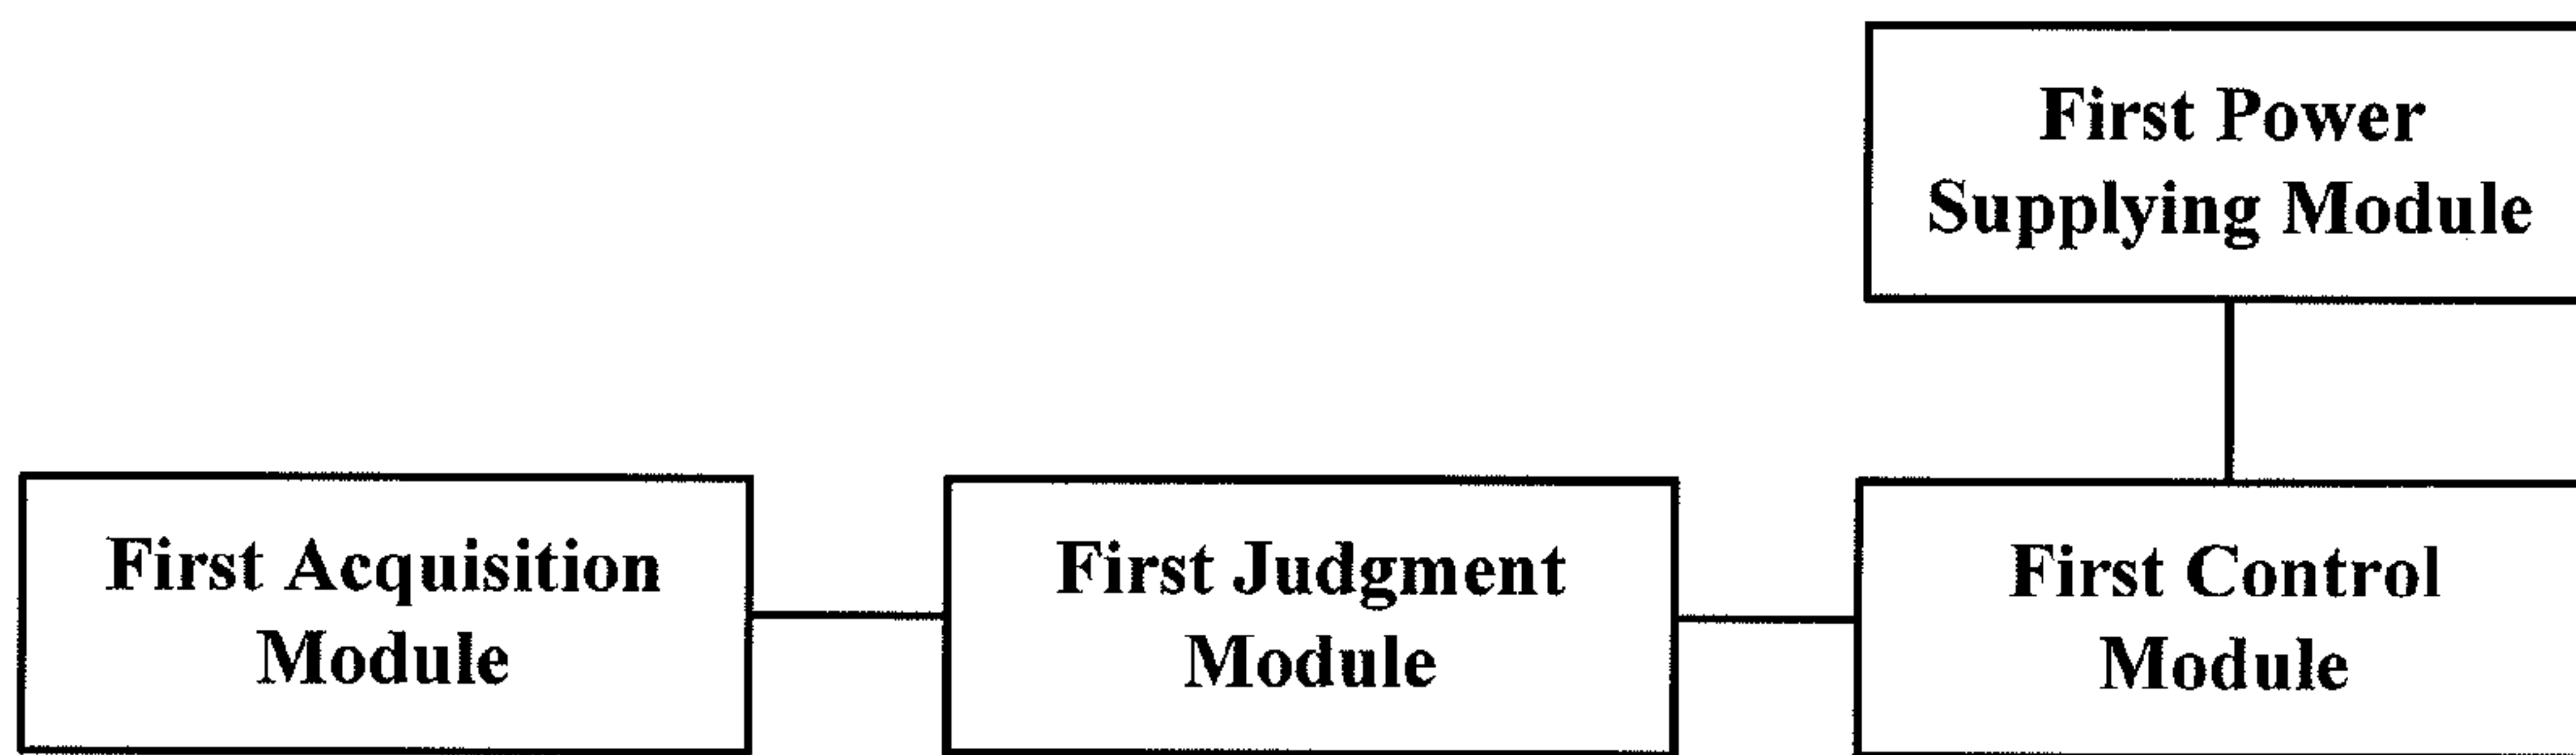 First Power
Supplying Module
First Acquisition
Module
First Judgment
Module
First Control
Module